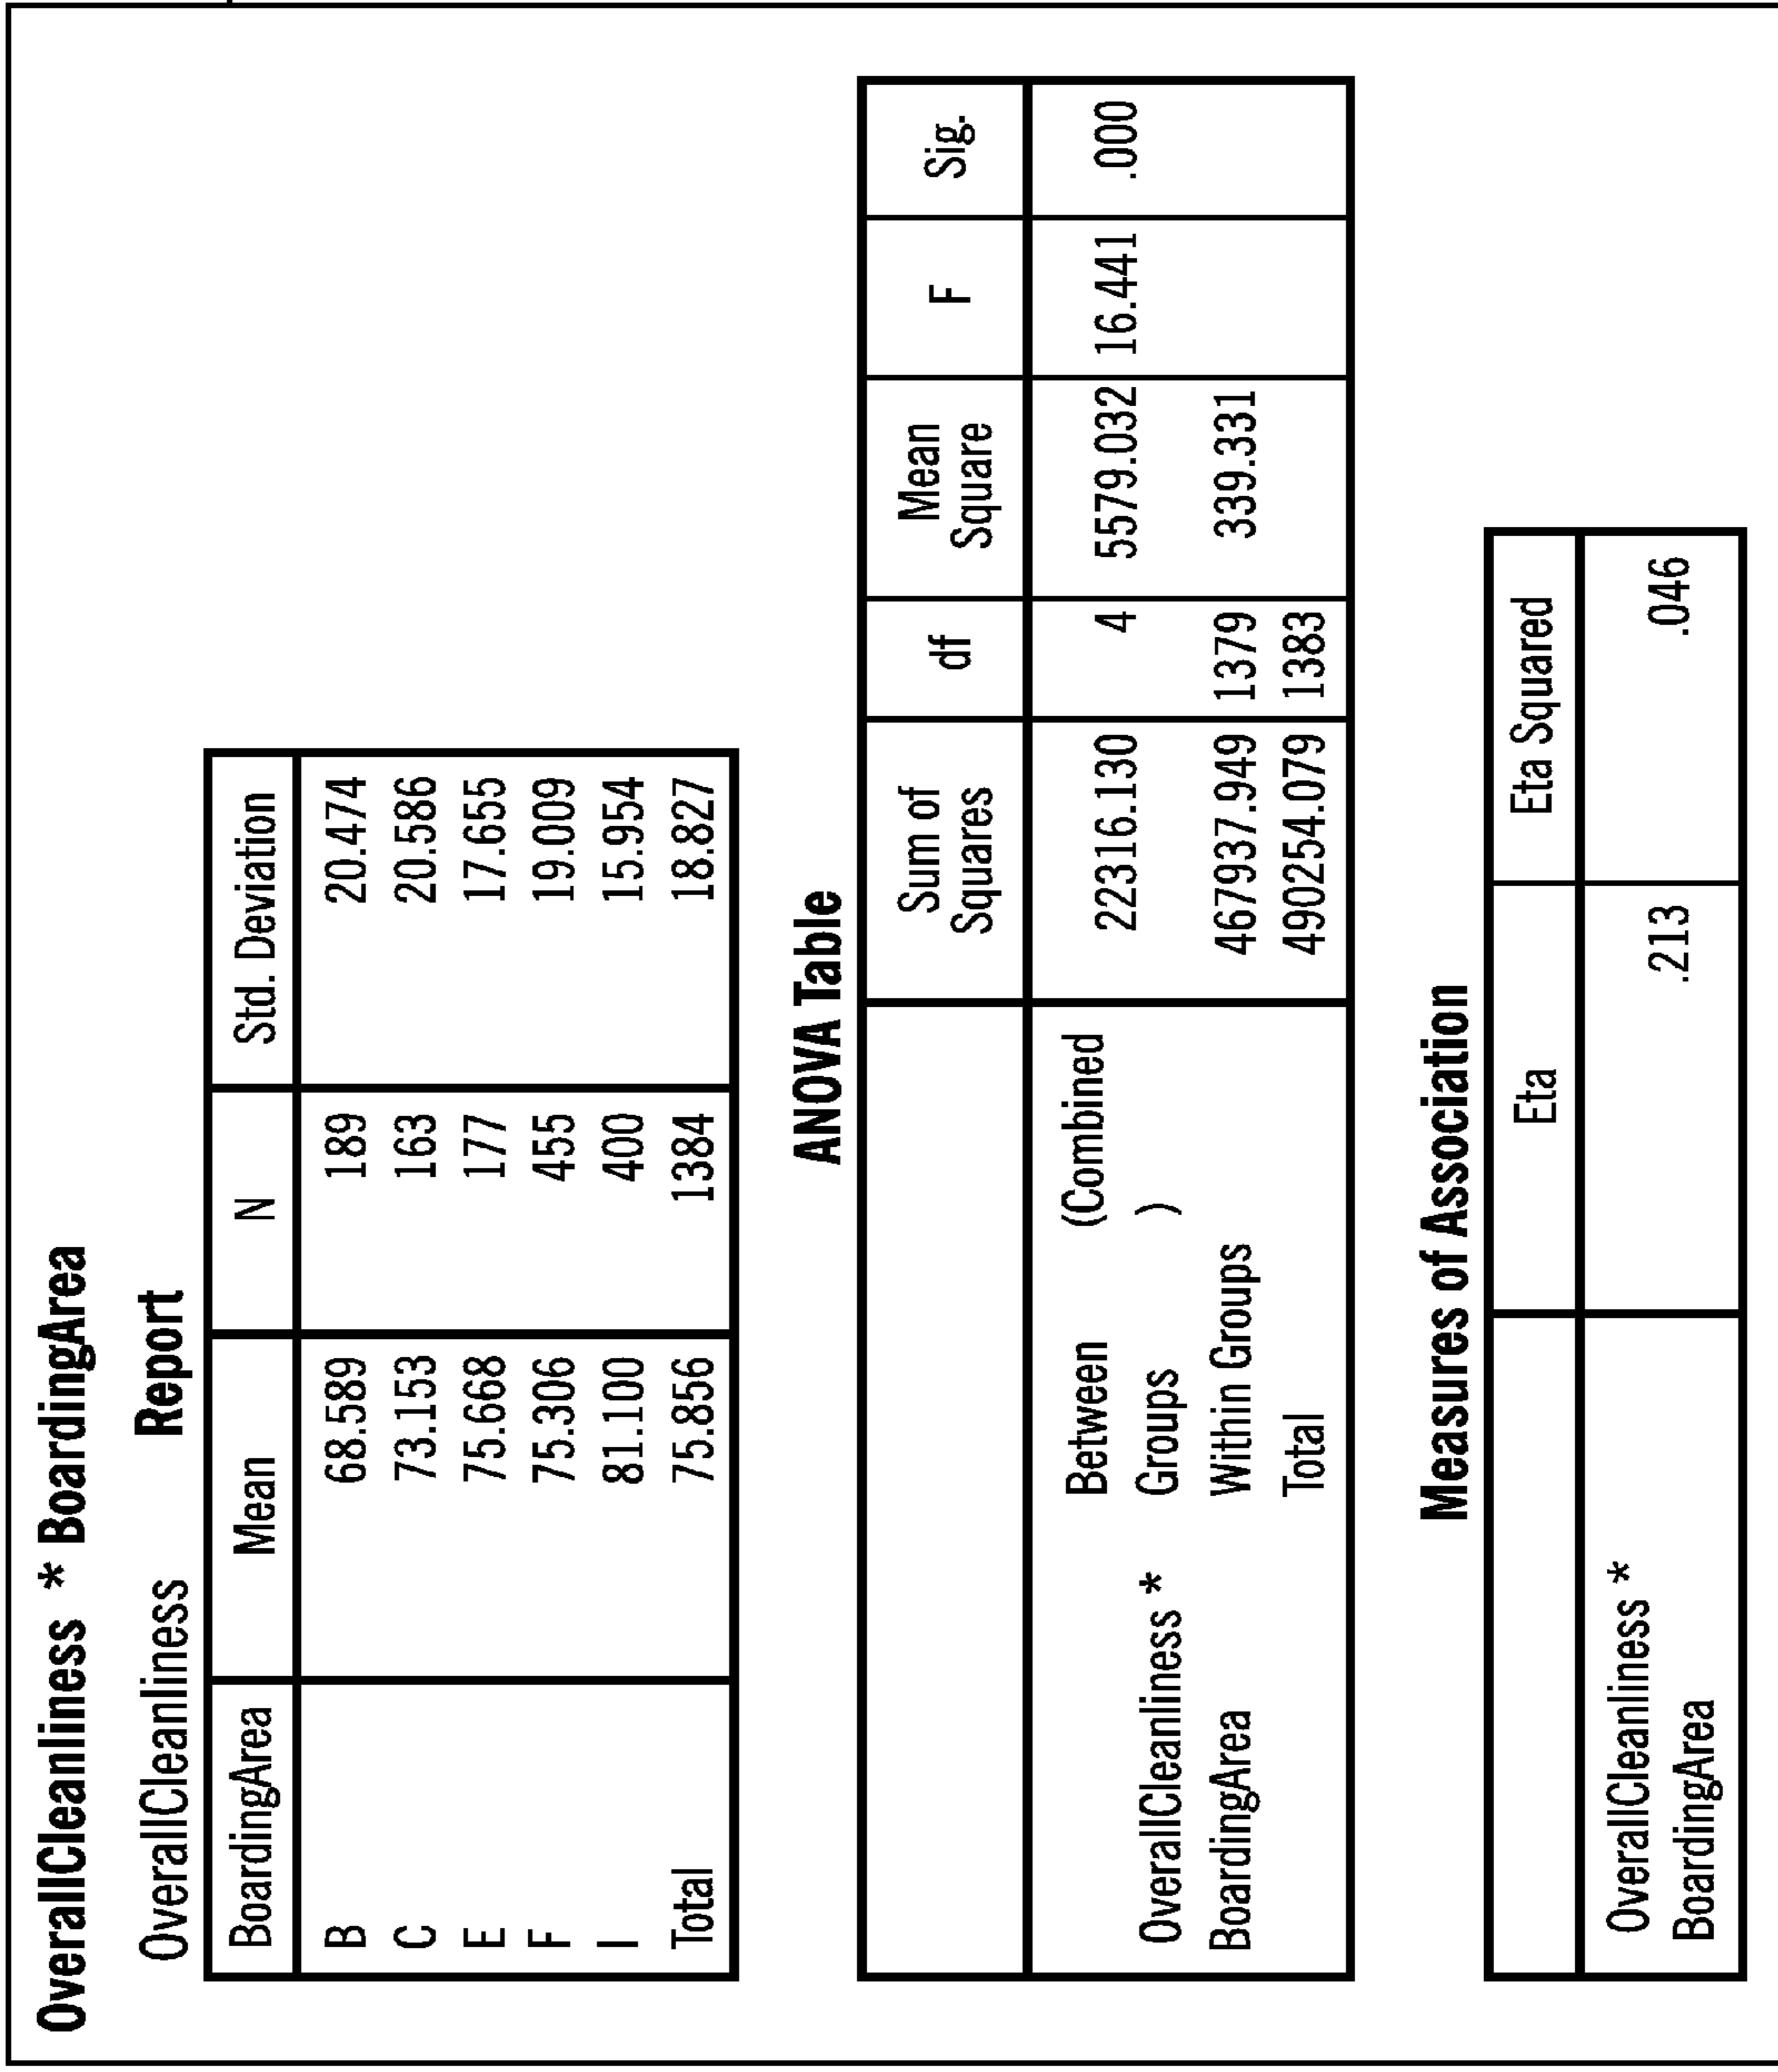 OverallCleanliness * BoardingArea
Report
OverallCleanliness
BoardingArea Mean N Std. Deviation
B 68.589 189 20.474
C 73.153 163 20.586
E 75.668 177 17.655
F 75.306 455 19.009
I 81.100 400 15.954
Total 75.856 1384 18.827
ANOVA Table
Sum of Squares df Mean Square F Sig.
OverallCleanliness * BoardingArea Between Groups (Combined) 22316.130 4 5579.032 16.441 .000
Within Groups 467937.949 1379 339.331
Total 490254.079 1383
Measures of Association
Eta Eta Squared
OverallCleanliness * BoardingArea .213 .046